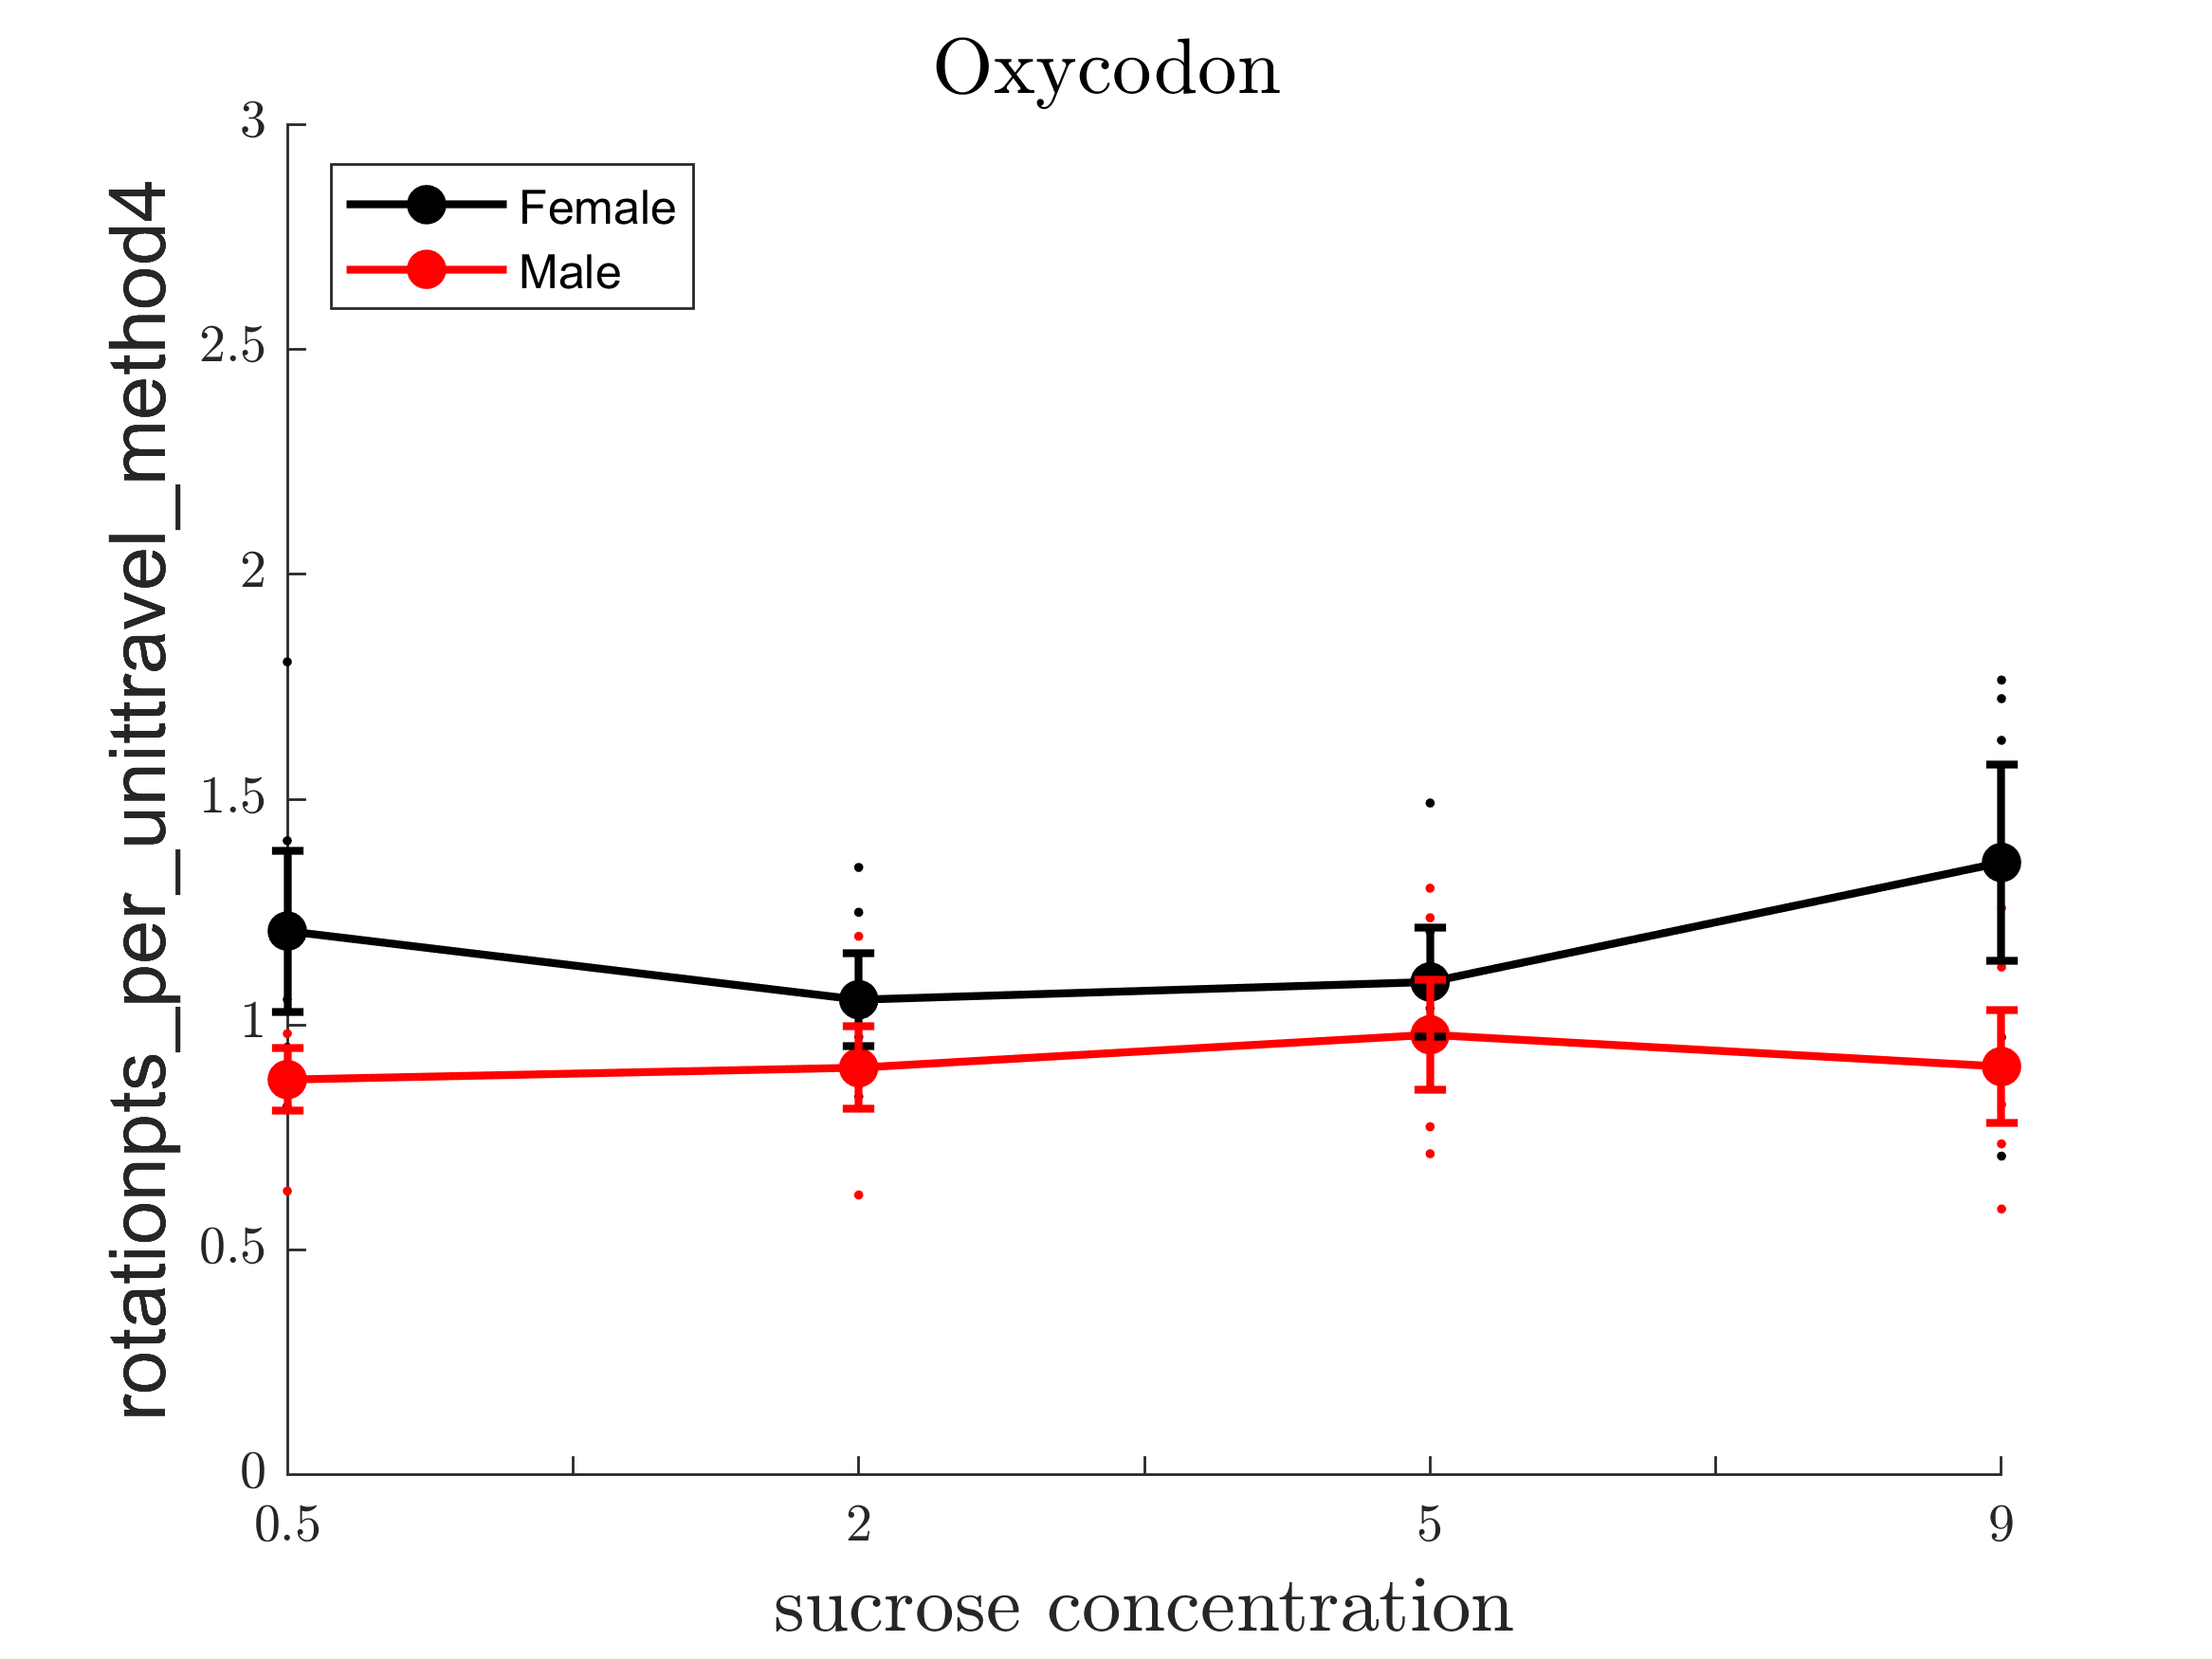 Oxycodon
rotationpts_per_unittravel_method4
3
2.5
2
1.5
1
0.5
0
Female
Male
0.5
2
5
9
sucrose concentration